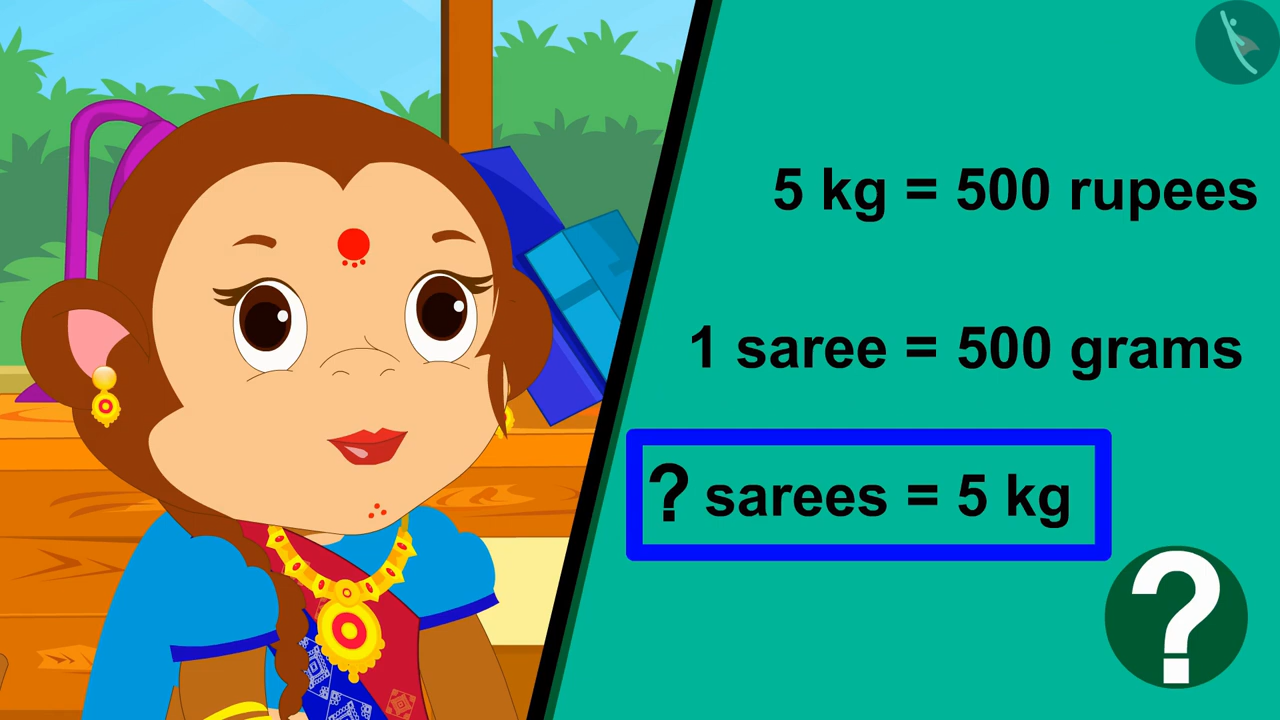 5 kg = 500 rupees
1 saree = 500 grams
? sarees = 5 kg
?